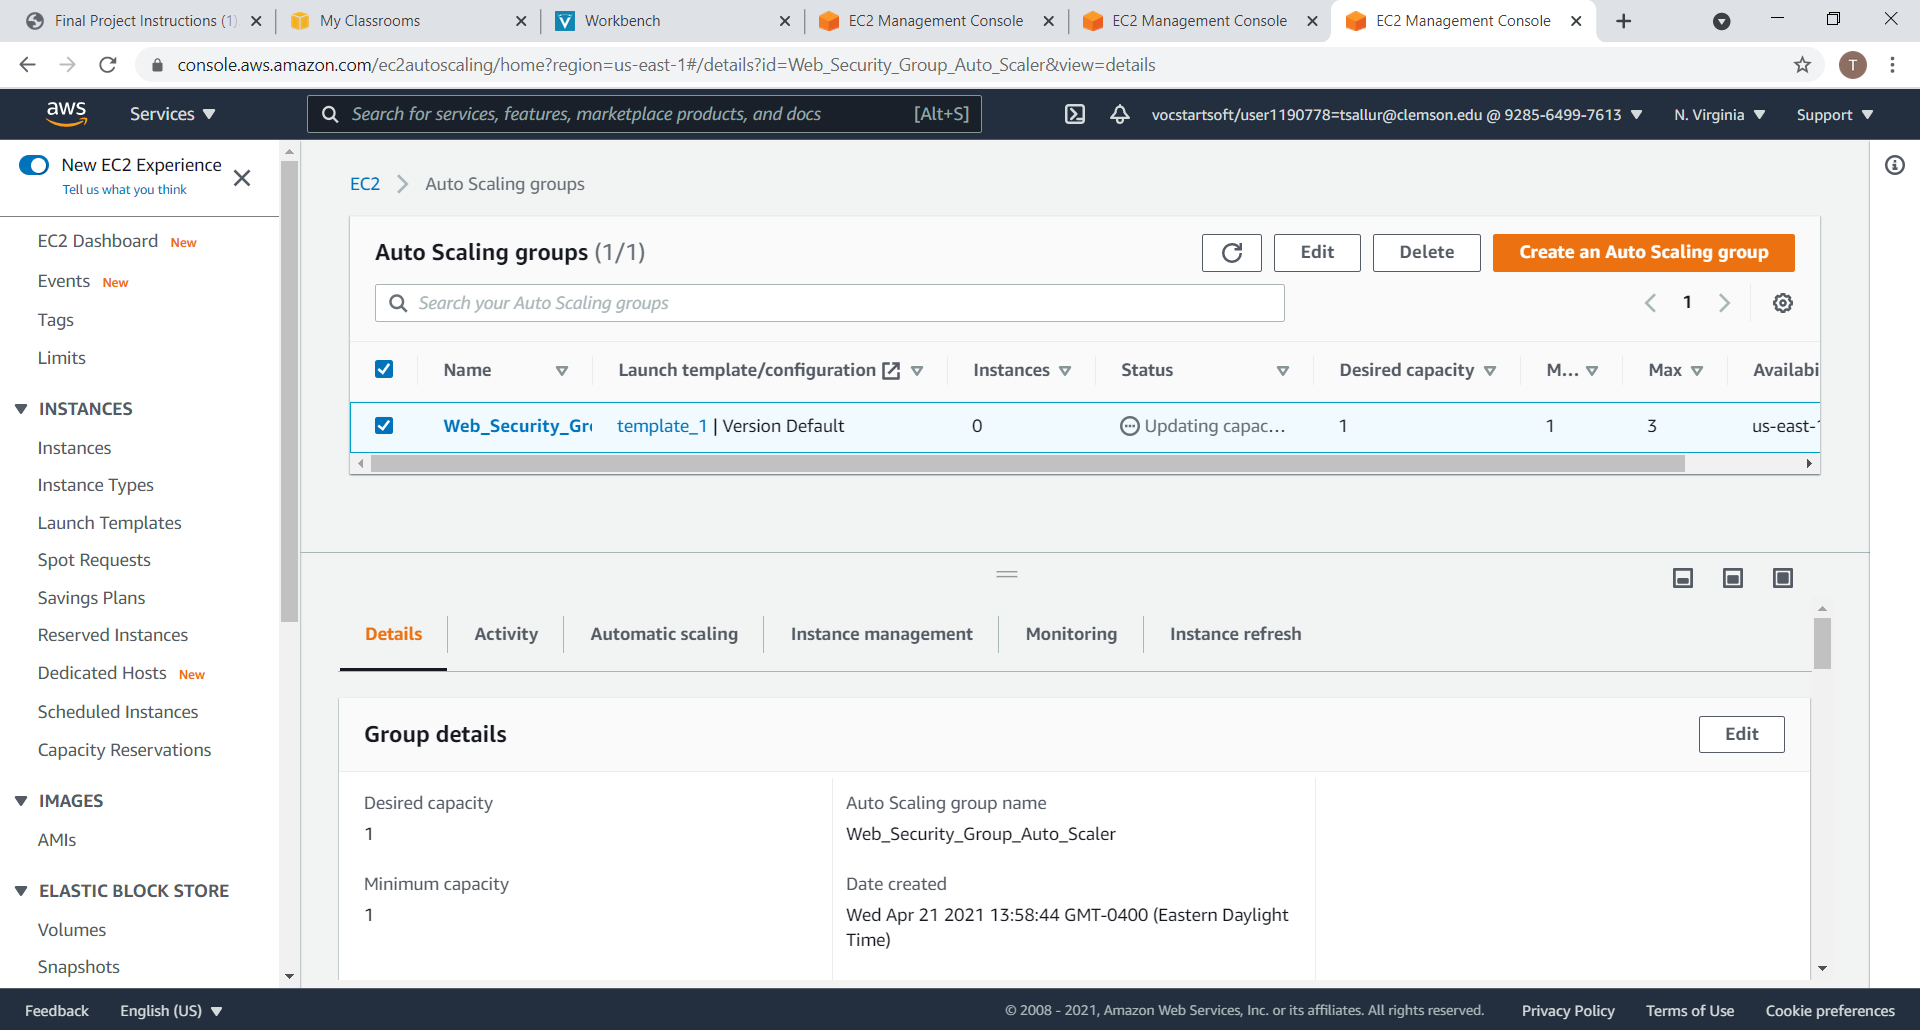 Final Project Instructions (1)
My Classrooms
Workbench
EC2 Management Console
EC2 Management Console
EC2 Management Console
console.aws.amazon.com/ec2autoscaling/home?region=us-east-1#/details?id=Web_Security_Group_Auto_Scaler&view=details
T
aws
Services
Search for services, features, marketplace products, and docs [Alt+S]
vocstartsoft/user1190778=tsallur@clemson.edu @ 9285-6499-7613
N. Virginia
Support
New EC2 Experience
Tell us what you think
EC2 Dashboard New
Events New
Tags
Limits
INSTANCES
Instances
Instance Types
Launch Templates
Spot Requests
Savings Plans
Reserved Instances
Dedicated Hosts New
Scheduled Instances
Capacity Reservations
IMAGES
AMIs
ELASTIC BLOCK STORE
Volumes
Snapshots
EC2 > Auto Scaling groups
Auto Scaling groups (1/1)
Edit
Delete
Create an Auto Scaling group
Search your Auto Scaling groups
1
Name Launch template/configuration Instances Status Desired capacity M... Max Availabi
Web_Security_Gr template_1 | Version Default 0 Updating capac... 1 1 3 us-east-1
Details Activity Automatic scaling Instance management Monitoring Instance refresh
Group details
Edit
Desired capacity
1
Minimum capacity
1
Auto Scaling group name
Web_Security_Group_Auto_Scaler
Date created
Wed Apr 21 2021 13:58:44 GMT-0400 (Eastern Daylight
Time)
Feedback English (US)
© 2008 - 2021, Amazon Web Services, Inc. or its affiliates. All rights reserved. Privacy Policy Terms of Use Cookie preferences